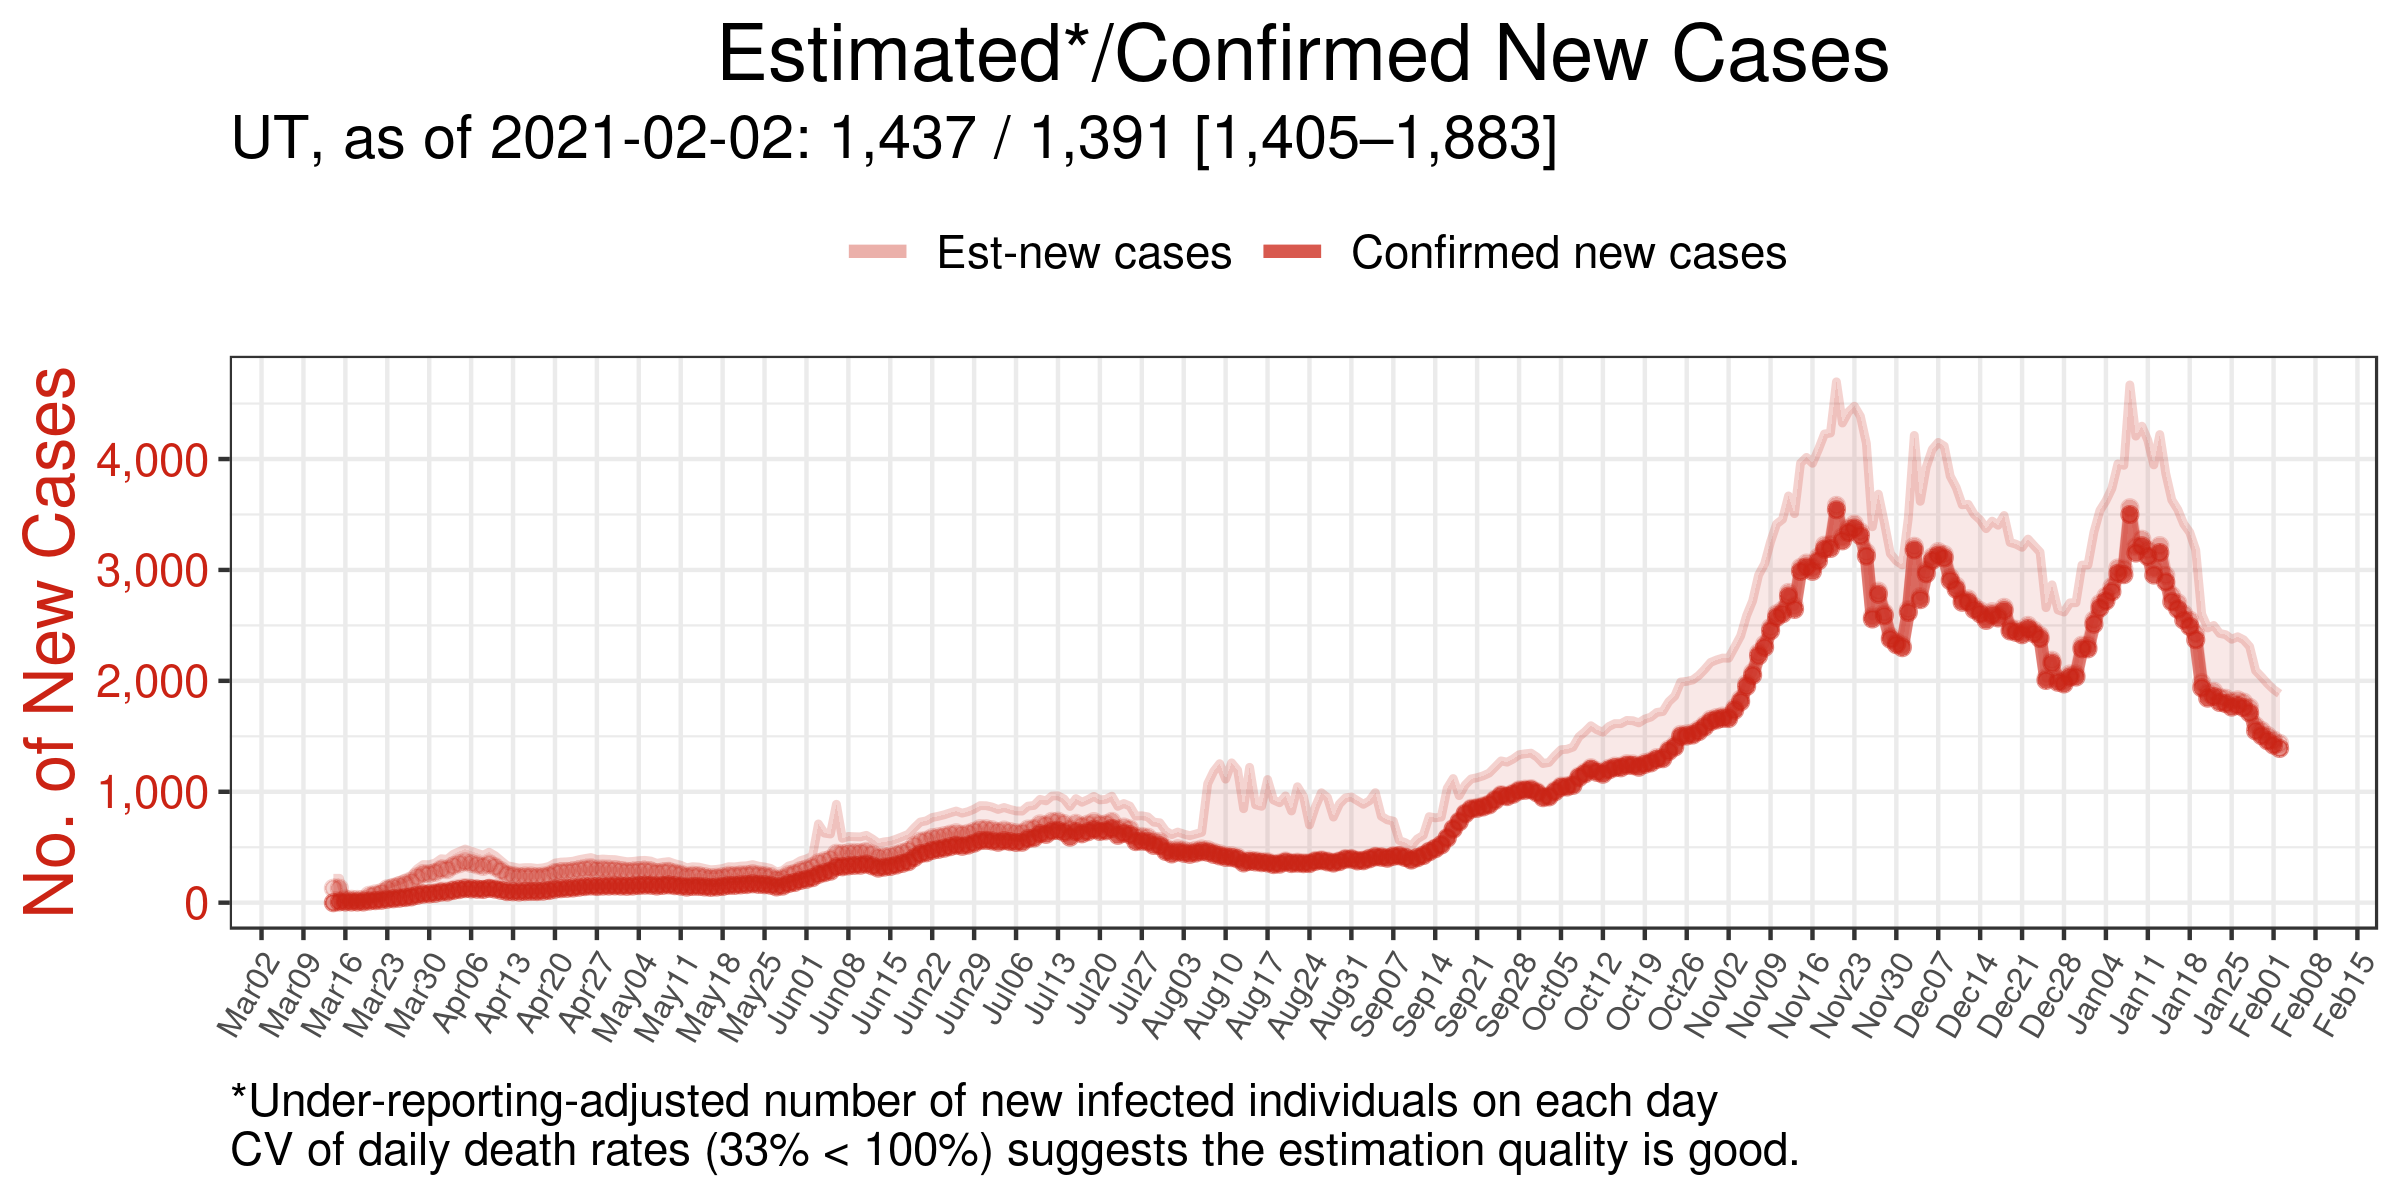 Estimated*/Confirmed New Cases
UT, as of 2021-02-02: 1,437 / 1,391 [1,405–1,883]
Est-new cases
Confirmed new cases
No. of New Cases
4,000
3,000
2,000
1,000
0
Mar02
Mar09
Mar16
Mar23
Mar30
Apr06
Apr13
Apr20
Apr27
May04
May11
May18
May25
Jun01
Jun08
Jun15
Jun22
Jun29
Jul06
Jul13
Jul20
Jul27
Aug03
Aug10
Aug17
Aug24
Aug31
Sep07
Sep14
Sep21
Sep28
Oct05
Oct12
Oct19
Oct26
Nov02
Nov09
Nov16
Nov23
Nov30
Dec07
Dec14
Dec21
Dec28
Jan04
Jan11
Jan18
Jan25
Feb01
Feb08
Feb15
*Under-reporting-adjusted number of new infected individuals on each day
CV of daily death rates (33% < 100%) suggests the estimation quality is good.